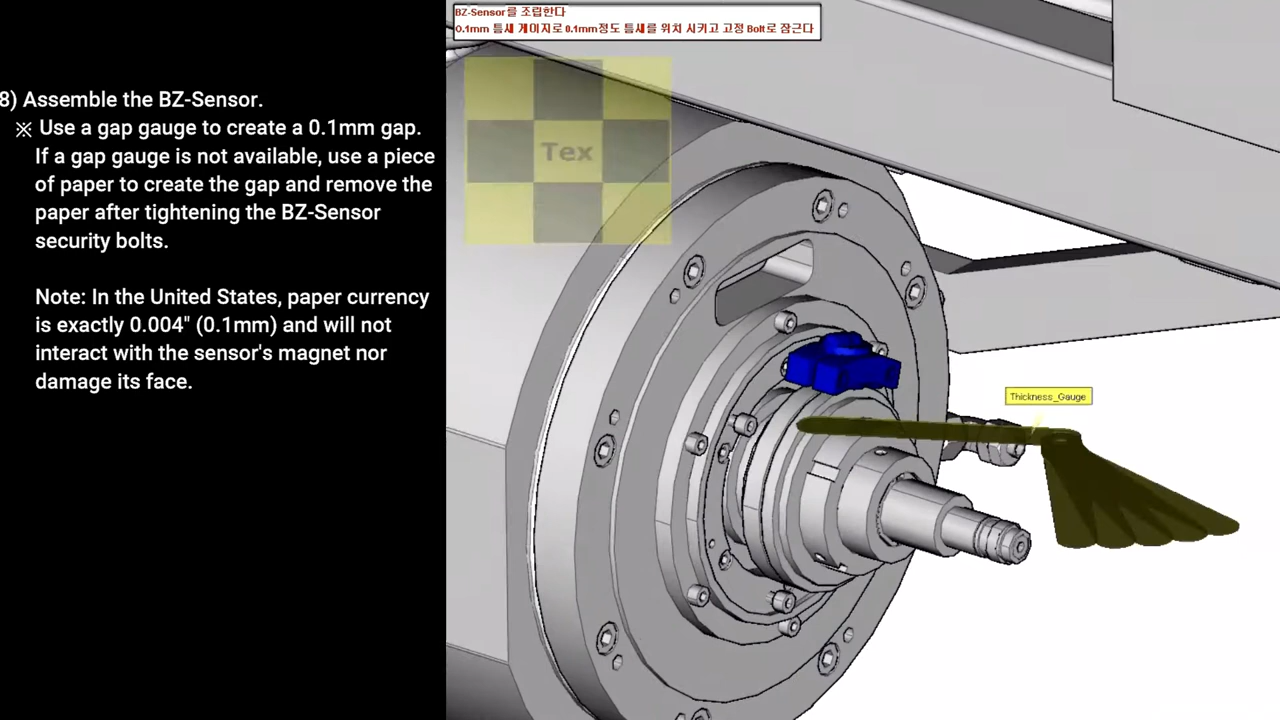 BZ-Sensor를 조립한다
0.1mm 틈새 게이지로 0.1mm정도 틈새를 위치 시키고 고정 Bolt로 잠근다
8) Assemble the BZ-Sensor.
※ Use a gap gauge to create a 0.1mm gap.
If a gap gauge is not available, use a piece
of paper to create the gap and remove the
paper after tightening the BZ-Sensor
security bolts.
Note: In the United States, paper currency
is exactly 0.004" (0.1mm) and will not
interact with the sensor's magnet nor
damage its face.
Tex
Thickness_Gauge